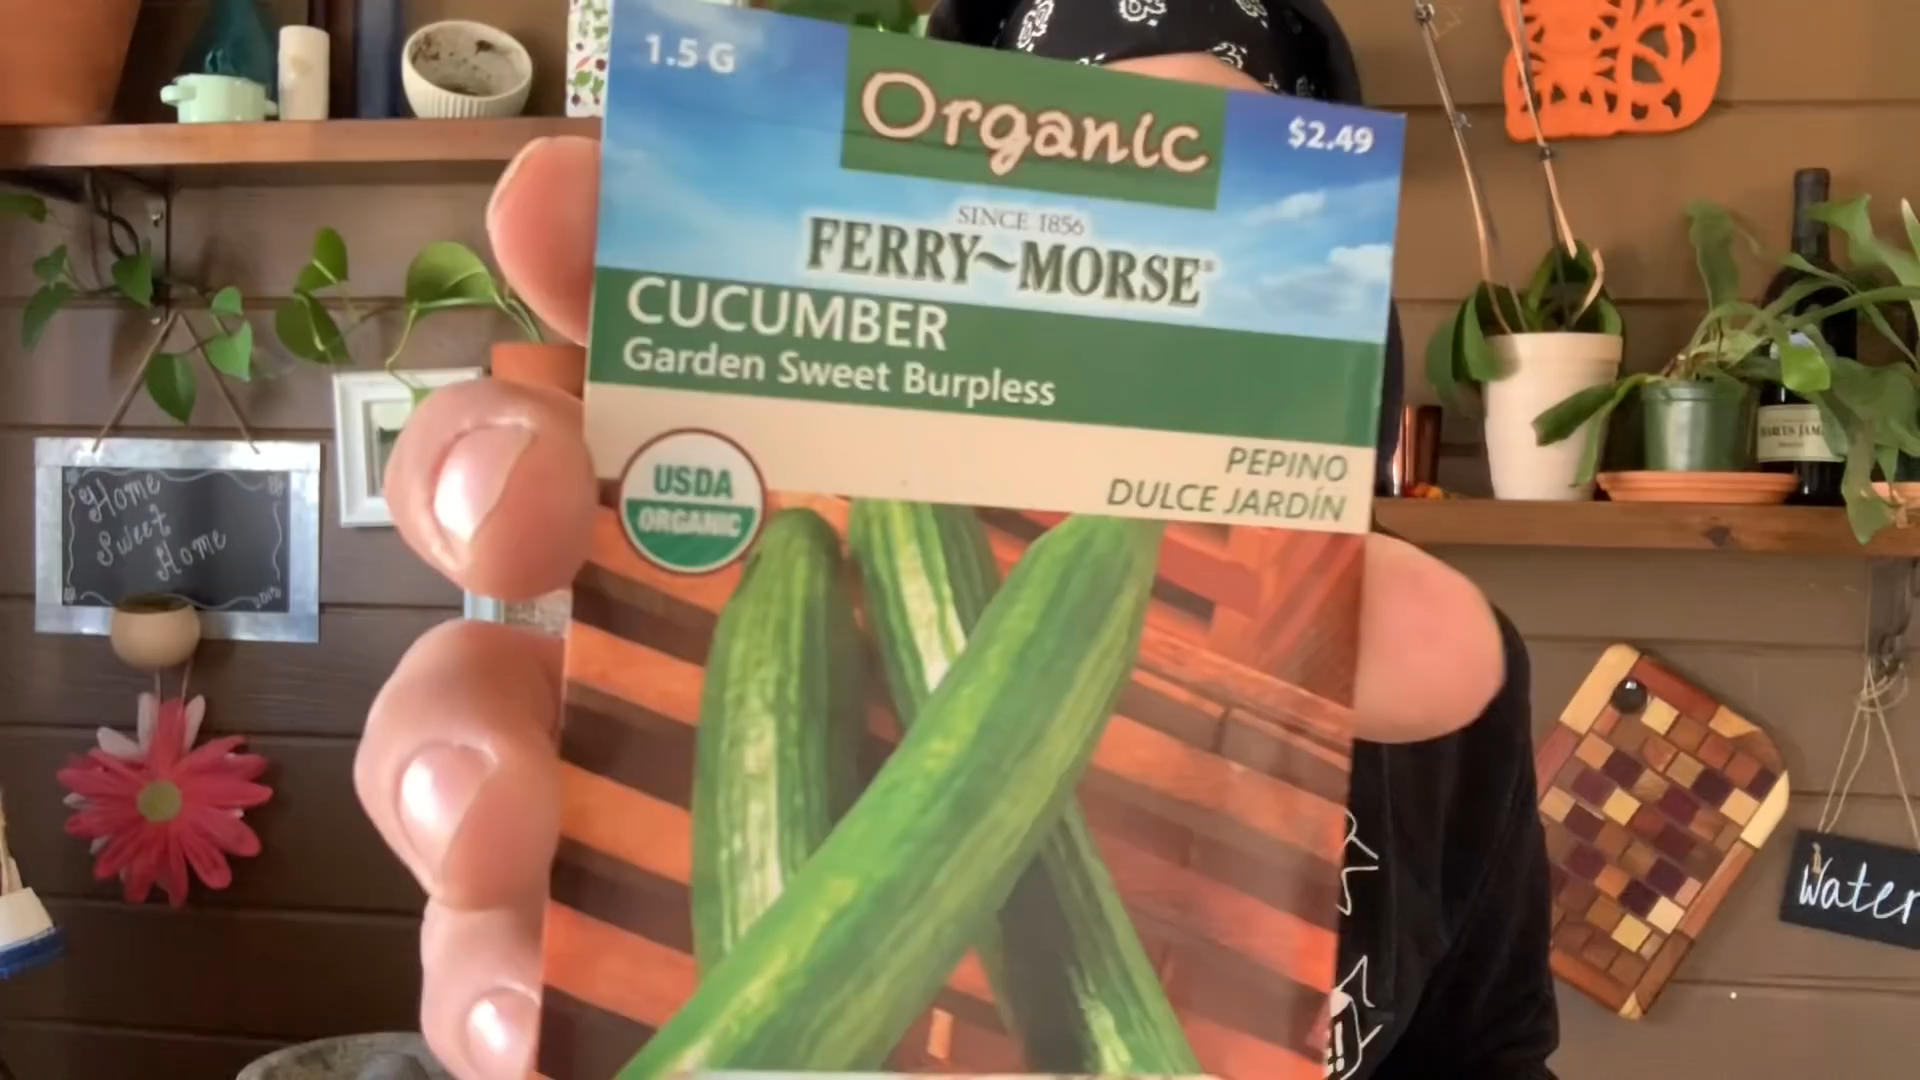 1.5 G
Organic
$2.49
SINCE 1856
FERRY~MORSE®
CUCUMBER
Garden Sweet Burpless
PEPINO
DULCE JARDÍN
USDA
ORGANIC
Home
Sweet
Home
Water